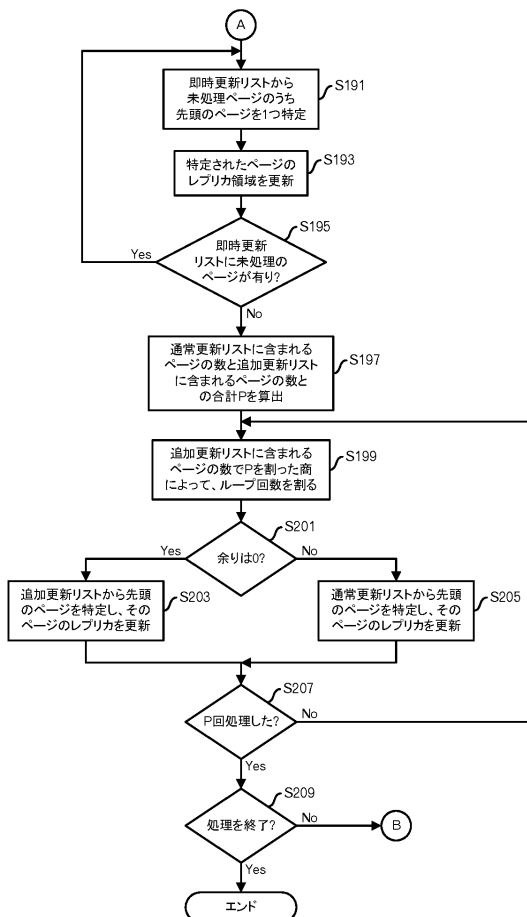 A
即時更新リストから
未処理ページのうち
先頭のページを1つ特定
S191
特定されたページの
レプリカ領域を更新
S193
即時更新
リストに未処理の
ページが有り?
S195
Yes
No
通常更新リストに含まれる
ページの数と追加更新リスト
に含まれるページの数と
の合計Pを算出
S197
追加更新リストに含まれる
ページの数でPを割った商
によって、ループ回数を割る
S199
余りは0?
S201
Yes
No
追加更新リストから先頭
のページを特定し、その
ページのレプリカを更新
S203
通常更新リストから先頭
のページを特定し、その
ページのレプリカを更新
S205
P回処理した?
S207
No
Yes
処理を終了?
S209
No
B
Yes
エンド